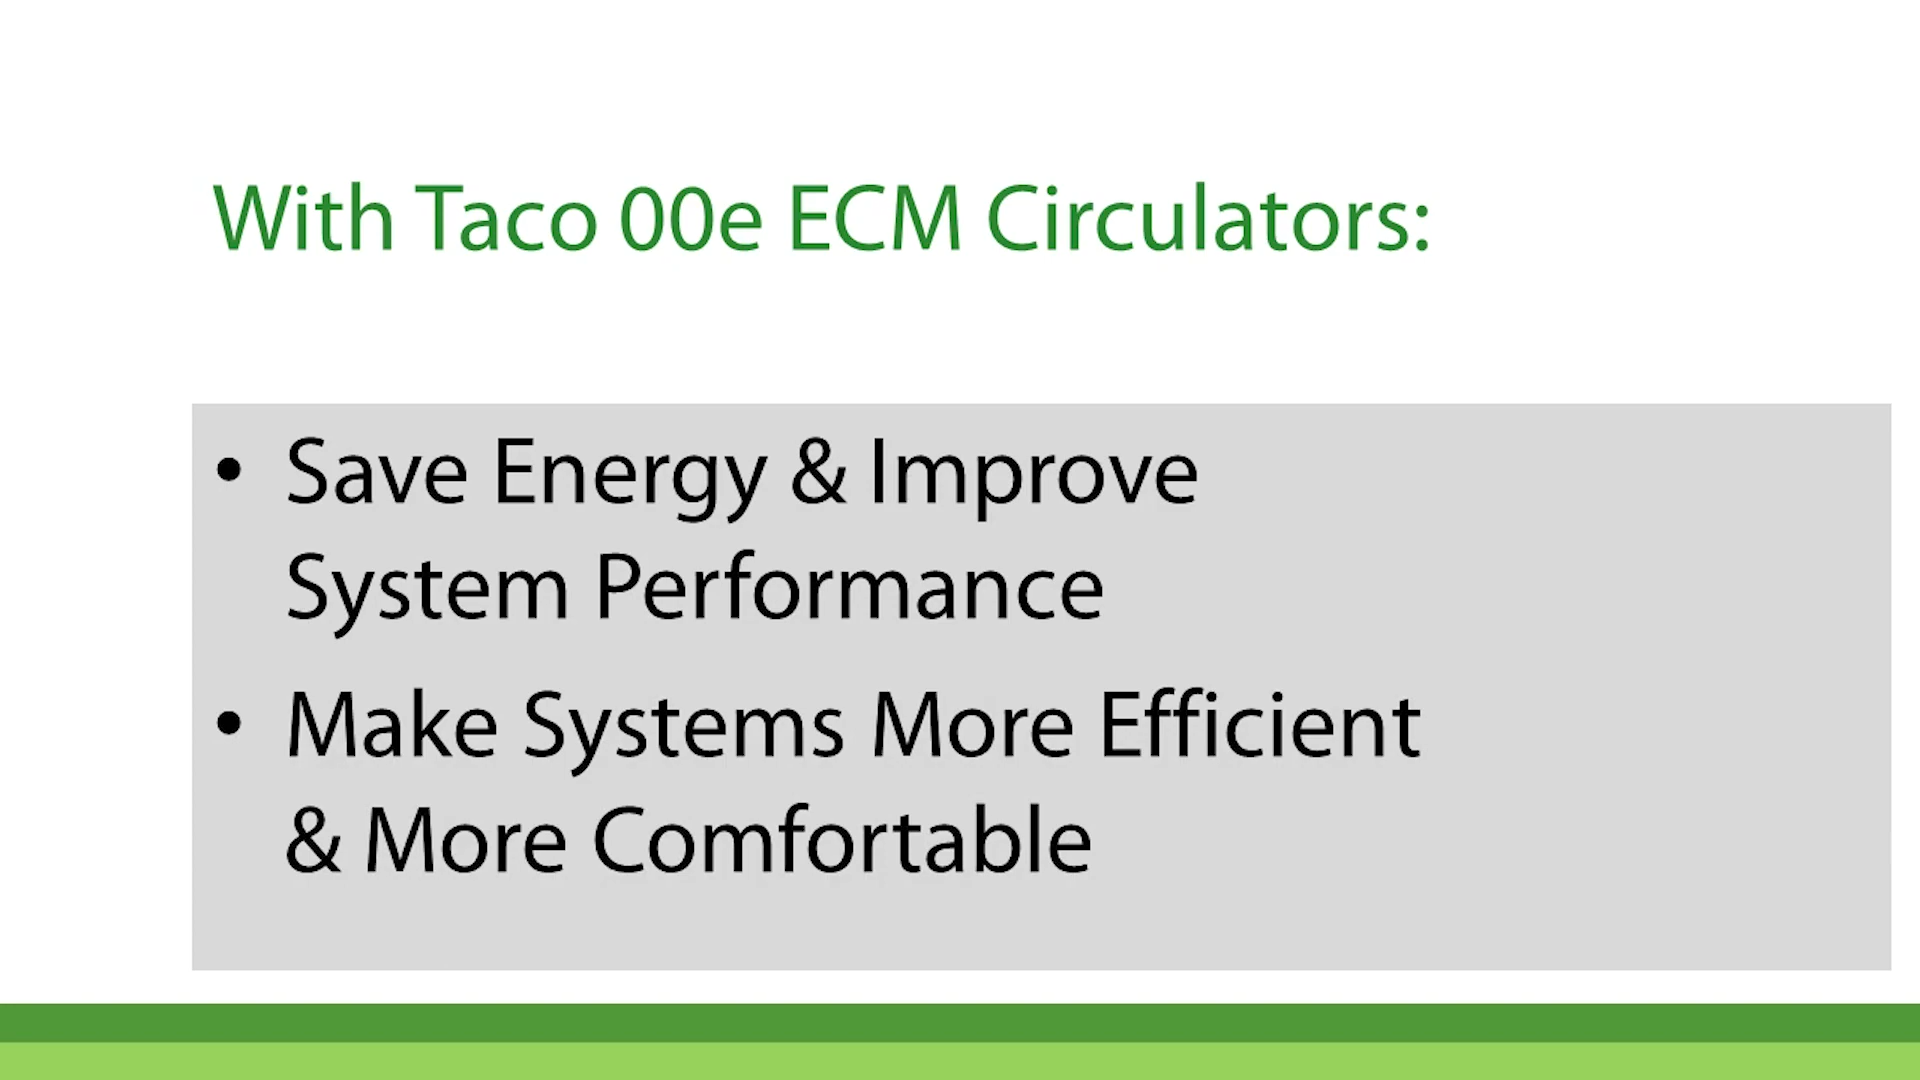 With Taco 00e ECM Circulators:
• Save Energy & Improve
System Performance
• Make Systems More Efficient
& More Comfortable